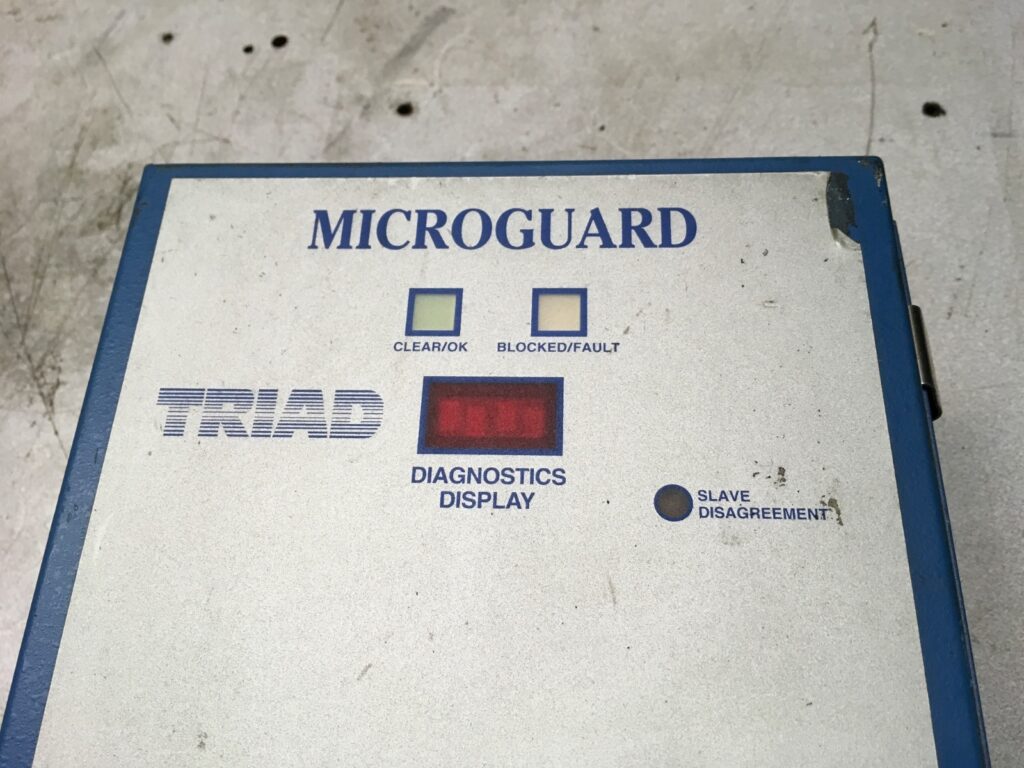 MICROGUARD
CLEAR/OK
BLOCKED/FAULT
TRIAD
DIAGNOSTICS
DISPLAY
SLAVE
DISAGREEMENT